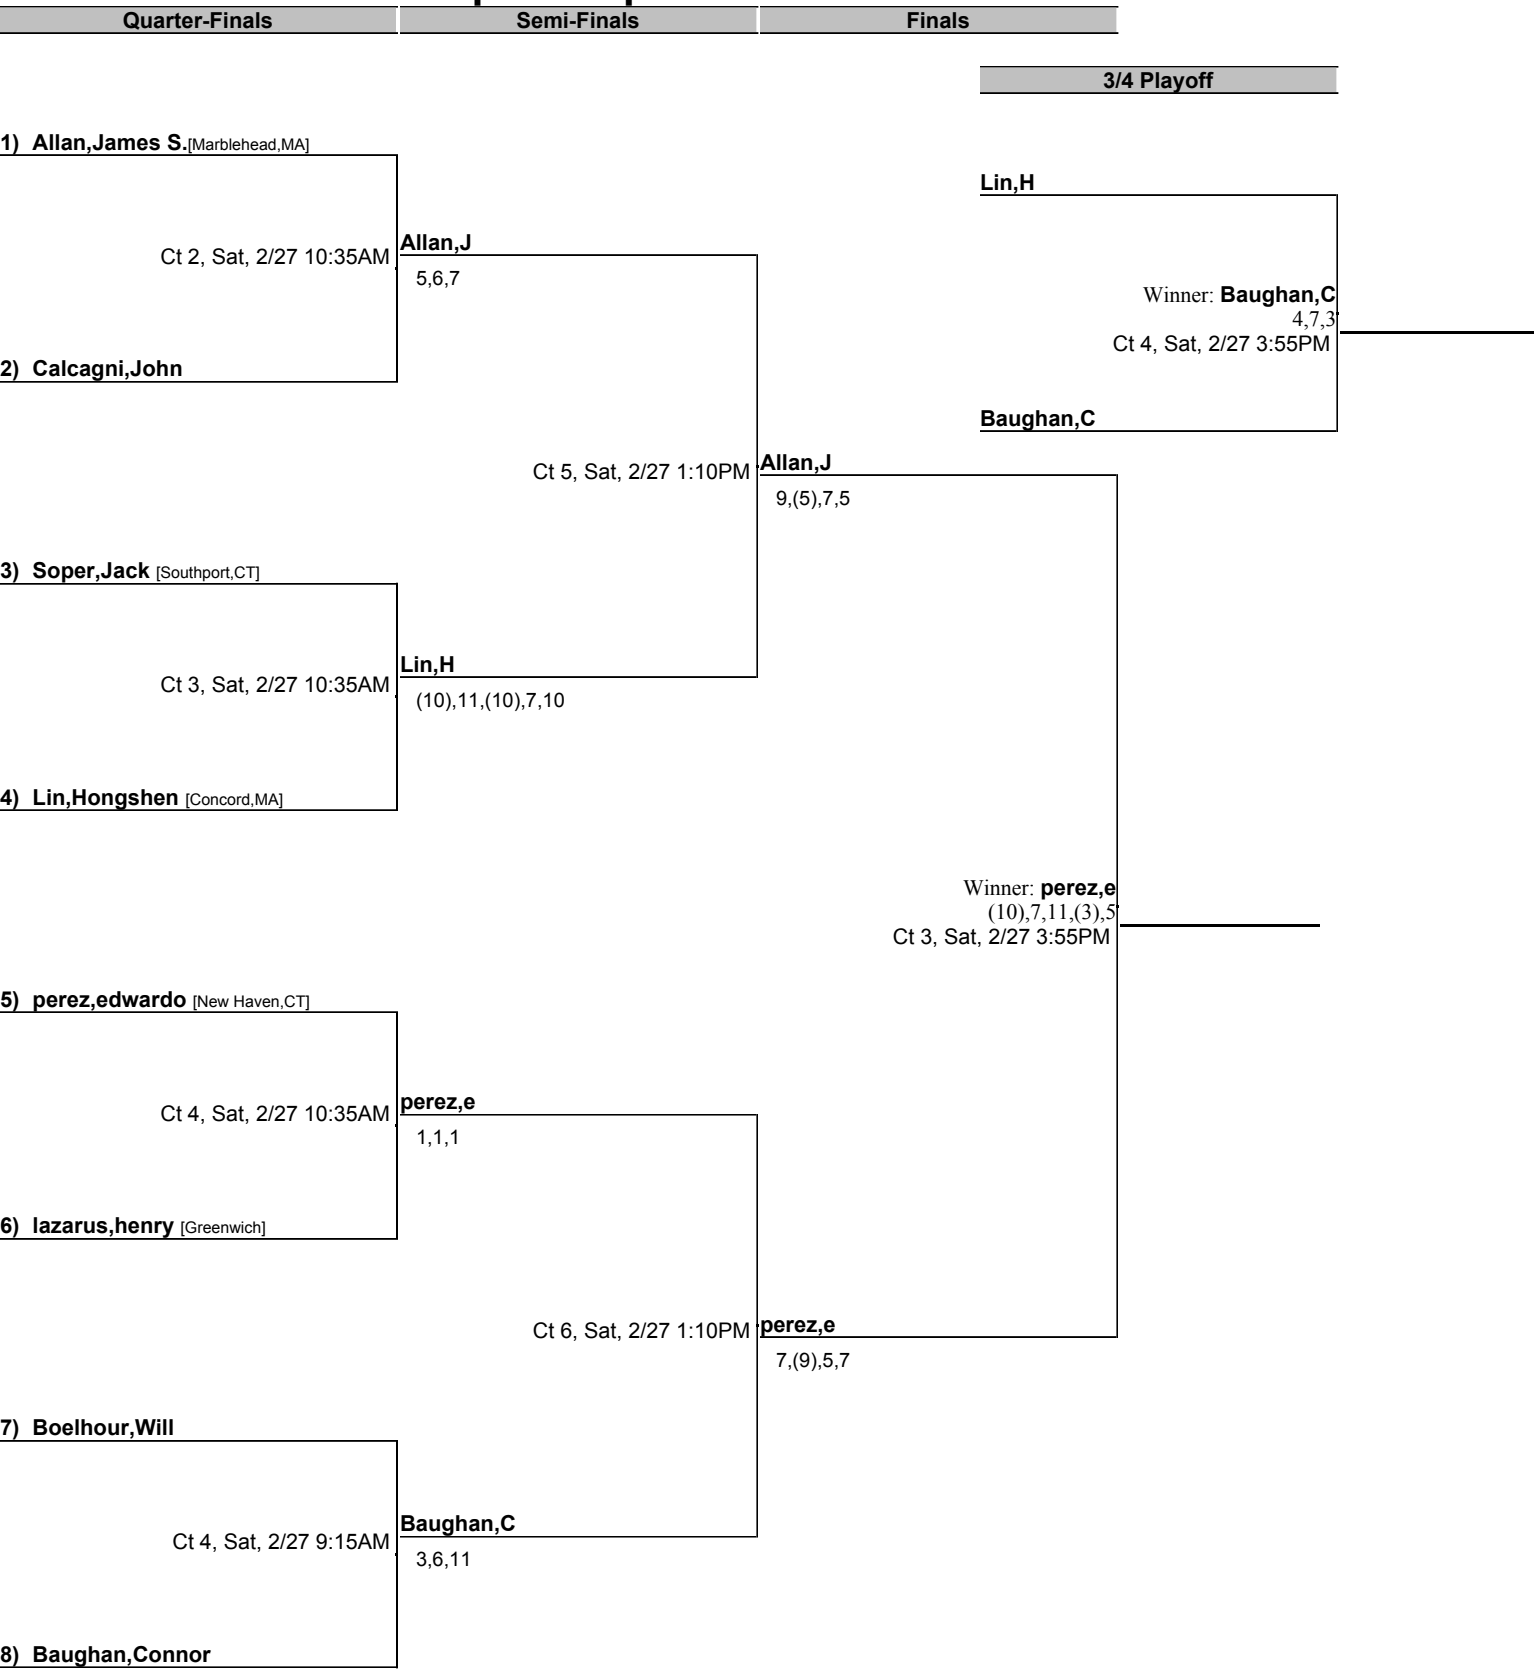 Quarter-Finals Semi-Finals Finals
3/4 Playoff
1) Allan,James S.[Marblehead,MA]
Lin,H
Allan,J
Ct 2, Sat, 2/27 10:35AM
5,6,7
Winner: Baughan,C
4,7,3
Ct 4, Sat, 2/27 3:55PM
2) Calcagni,John
Baughan,C
Allan,J
Ct 5, Sat, 2/27 1:10PM
9,(5),7,5
3) Soper,Jack [Southport,CT]
Lin,H
Ct 3, Sat, 2/27 10:35AM
(10),11,(10),7,10
4) Lin,Hongshen [Concord,MA]
Winner: perez,e
(10),7,11,(3),5
Ct 3, Sat, 2/27 3:55PM
5) perez,edwardo [New Haven,CT]
perez,e
Ct 4, Sat, 2/27 10:35AM
1,1,1
6) lazarus,henry [Greenwich]
perez,e
Ct 6, Sat, 2/27 1:10PM
7,(9),5,7
7) Boelhour,Will
Baughan,C
Ct 4, Sat, 2/27 9:15AM
3,6,11
8) Baughan,Connor